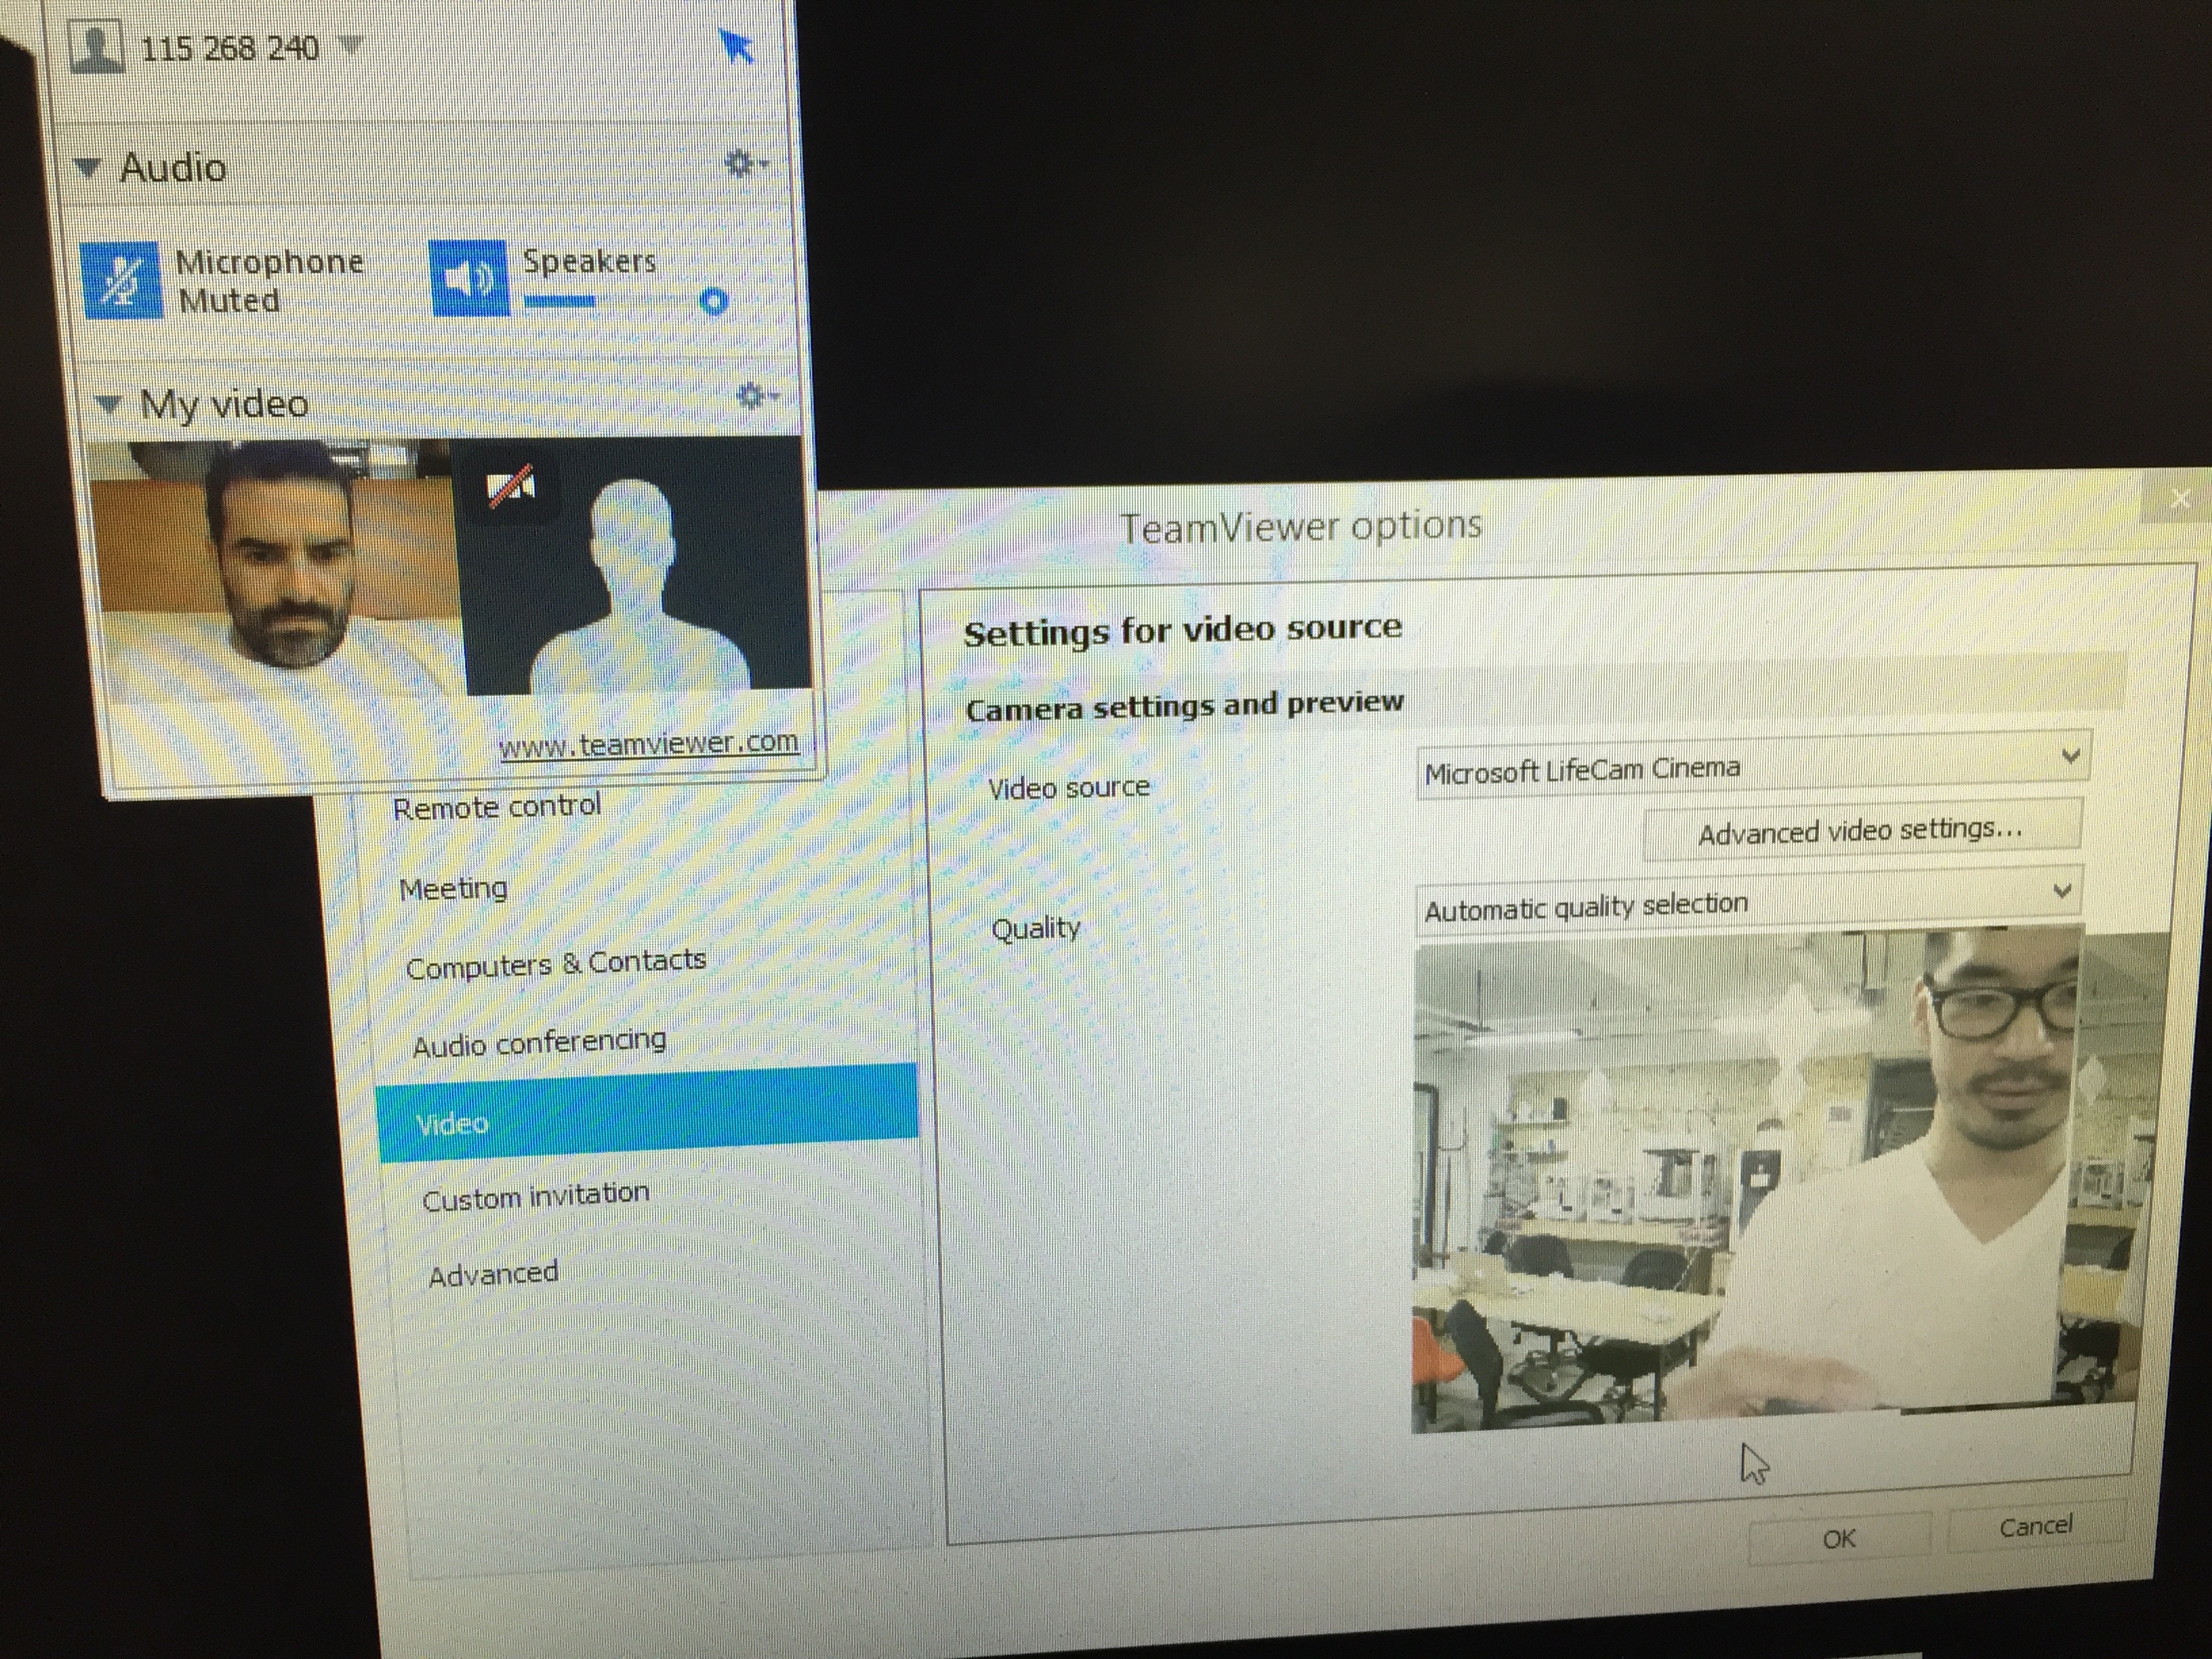 115 268 240
Audio
Microphone
Muted
Speakers
My video
www.teamviewer.com
TeamViewer options
Remote control
Meeting
Computers & Contacts
Audio conferencing
Video
Custom invitation
Advanced
Settings for video source
Camera settings and preview
Video source
Microsoft LifeCam Cinema
Advanced video settings...
Quality
Automatic quality selection
OK
Cancel